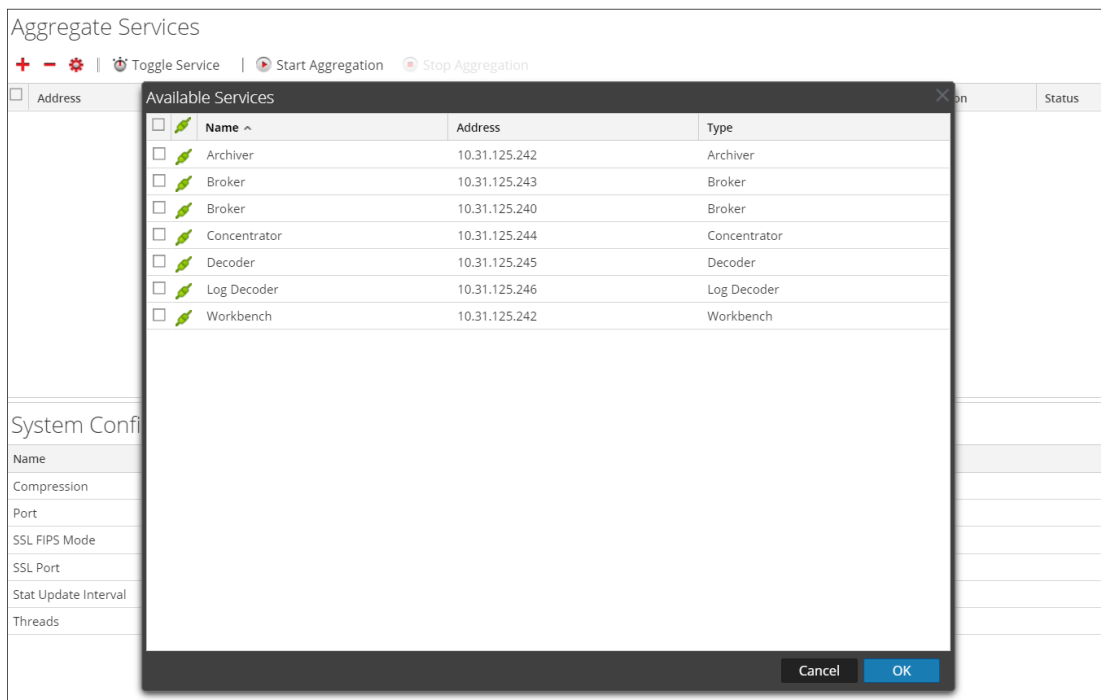 Aggregate Services
Toggle Service | Start Aggregation Stop Aggregation
Address on Status
Available Services
Name Address Type
Archiver 10.31.125.242 Archiver
Broker 10.31.125.243 Broker
Broker 10.31.125.240 Broker
Concentrator 10.31.125.244 Concentrator
Decoder 10.31.125.245 Decoder
Log Decoder 10.31.125.246 Log Decoder
Workbench 10.31.125.242 Workbench
System Confi
Name
Compression
Port
SSL FIPS Mode
SSL Port
Stat Update Interval
Threads
Cancel OK